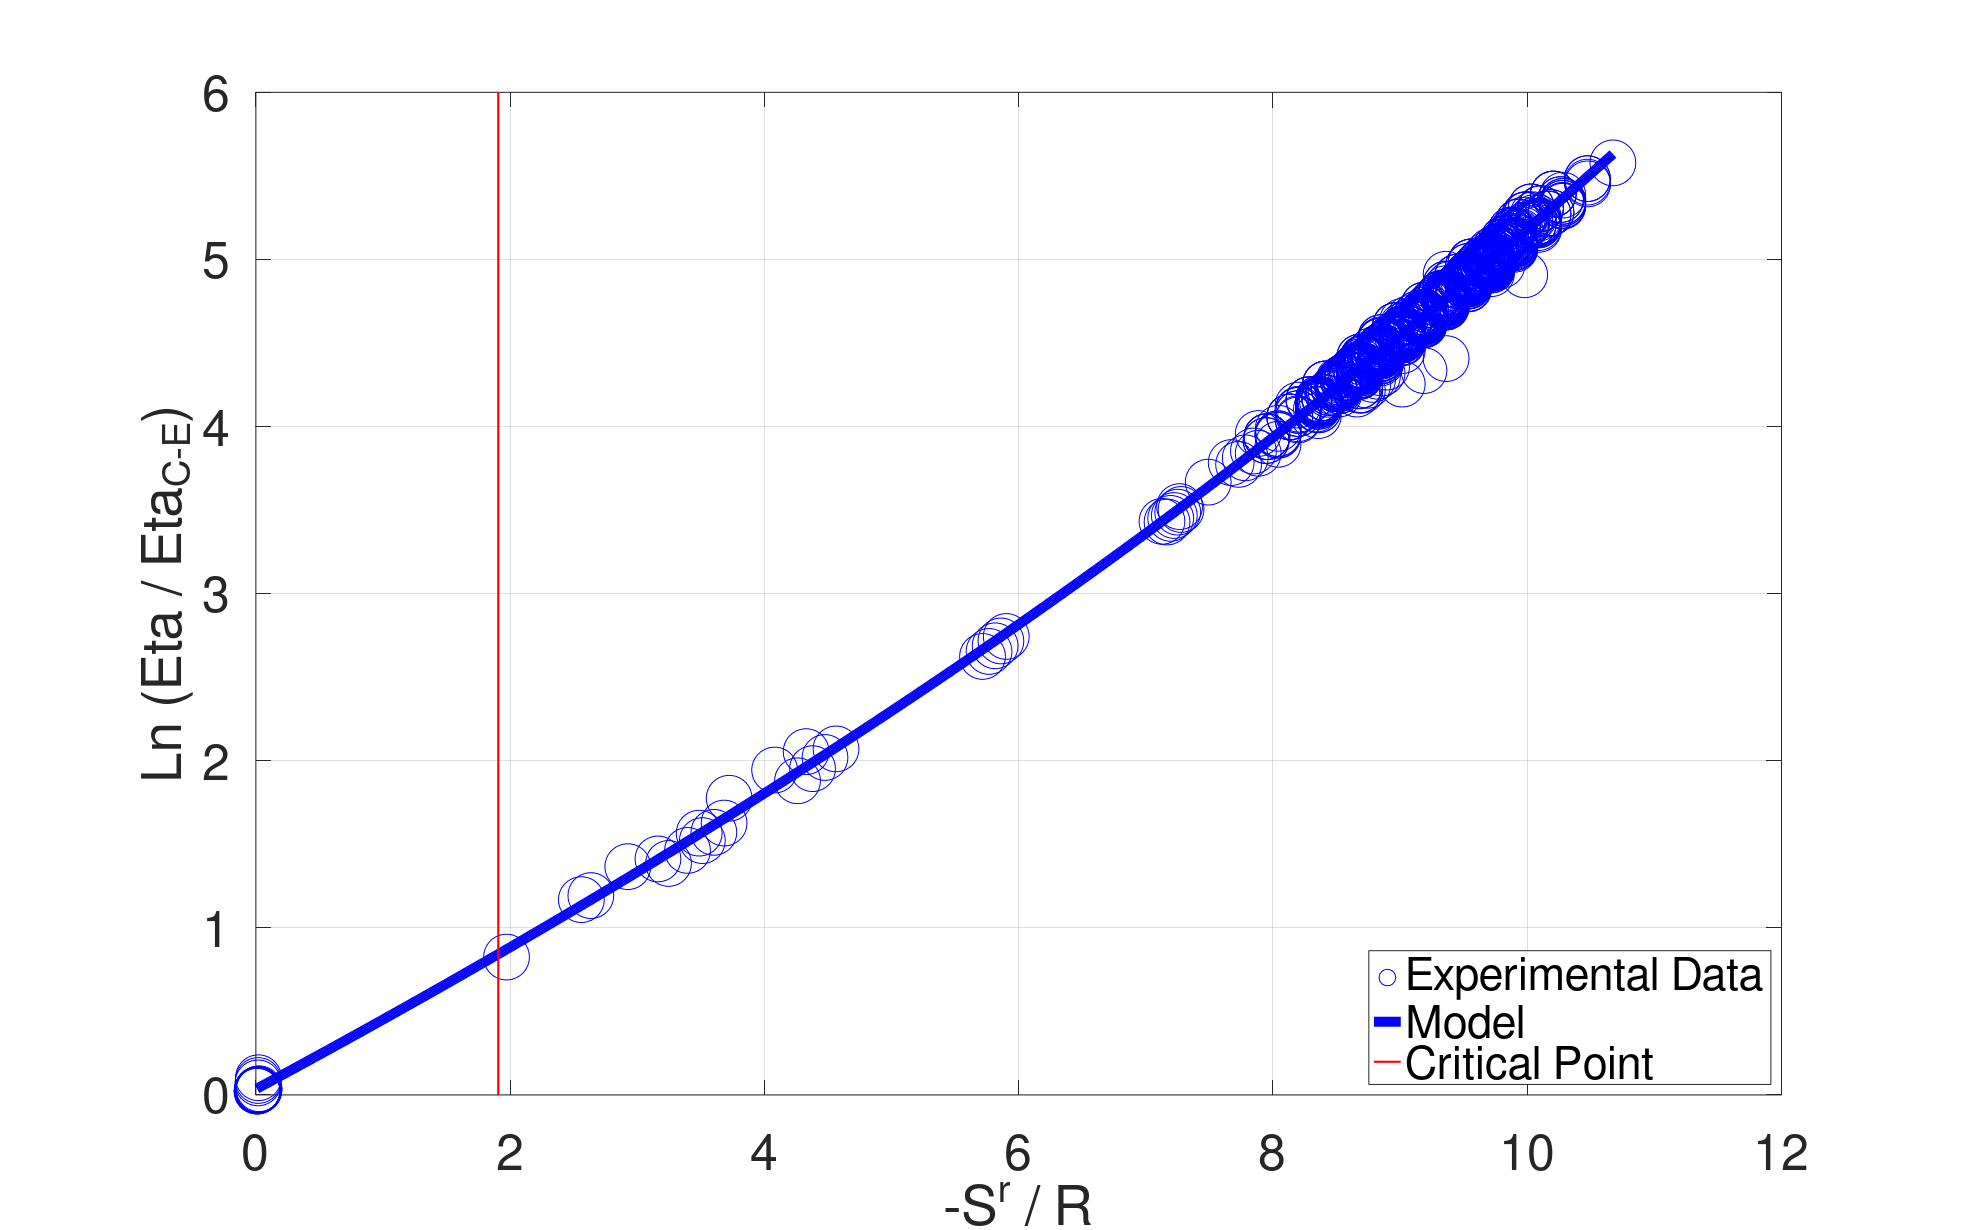 6
5
4
3
2
1
0
Ln (Eta / Eta_C-E)
Experimental Data
Model
Critical Point
0 2 4 6 8 10 12
-S^r / R